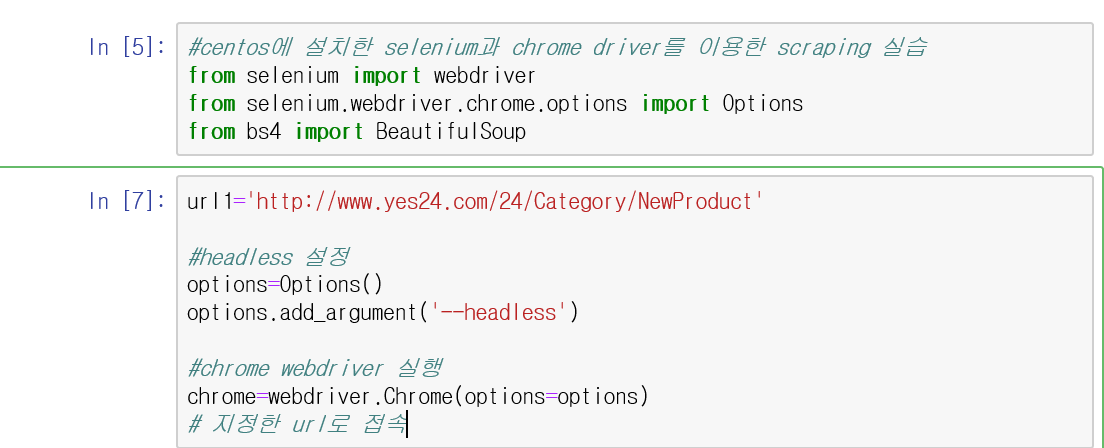 In [5]:
#centos에 설치한 selenium과 chrome driver를 이용한 scraping 실습
from selenium import webdriver
from selenium.webdriver.chrome.options import Options
from bs4 import BeautifulSoup
In [7]:
url1='http://www.yes24.com/24/Category/NewProduct'
#headless 설정
options=Options()
options.add_argument('--headless')
#chrome webdriver 실행
chrome=webdriver.Chrome(options=options)
# 지정한 url로 접속